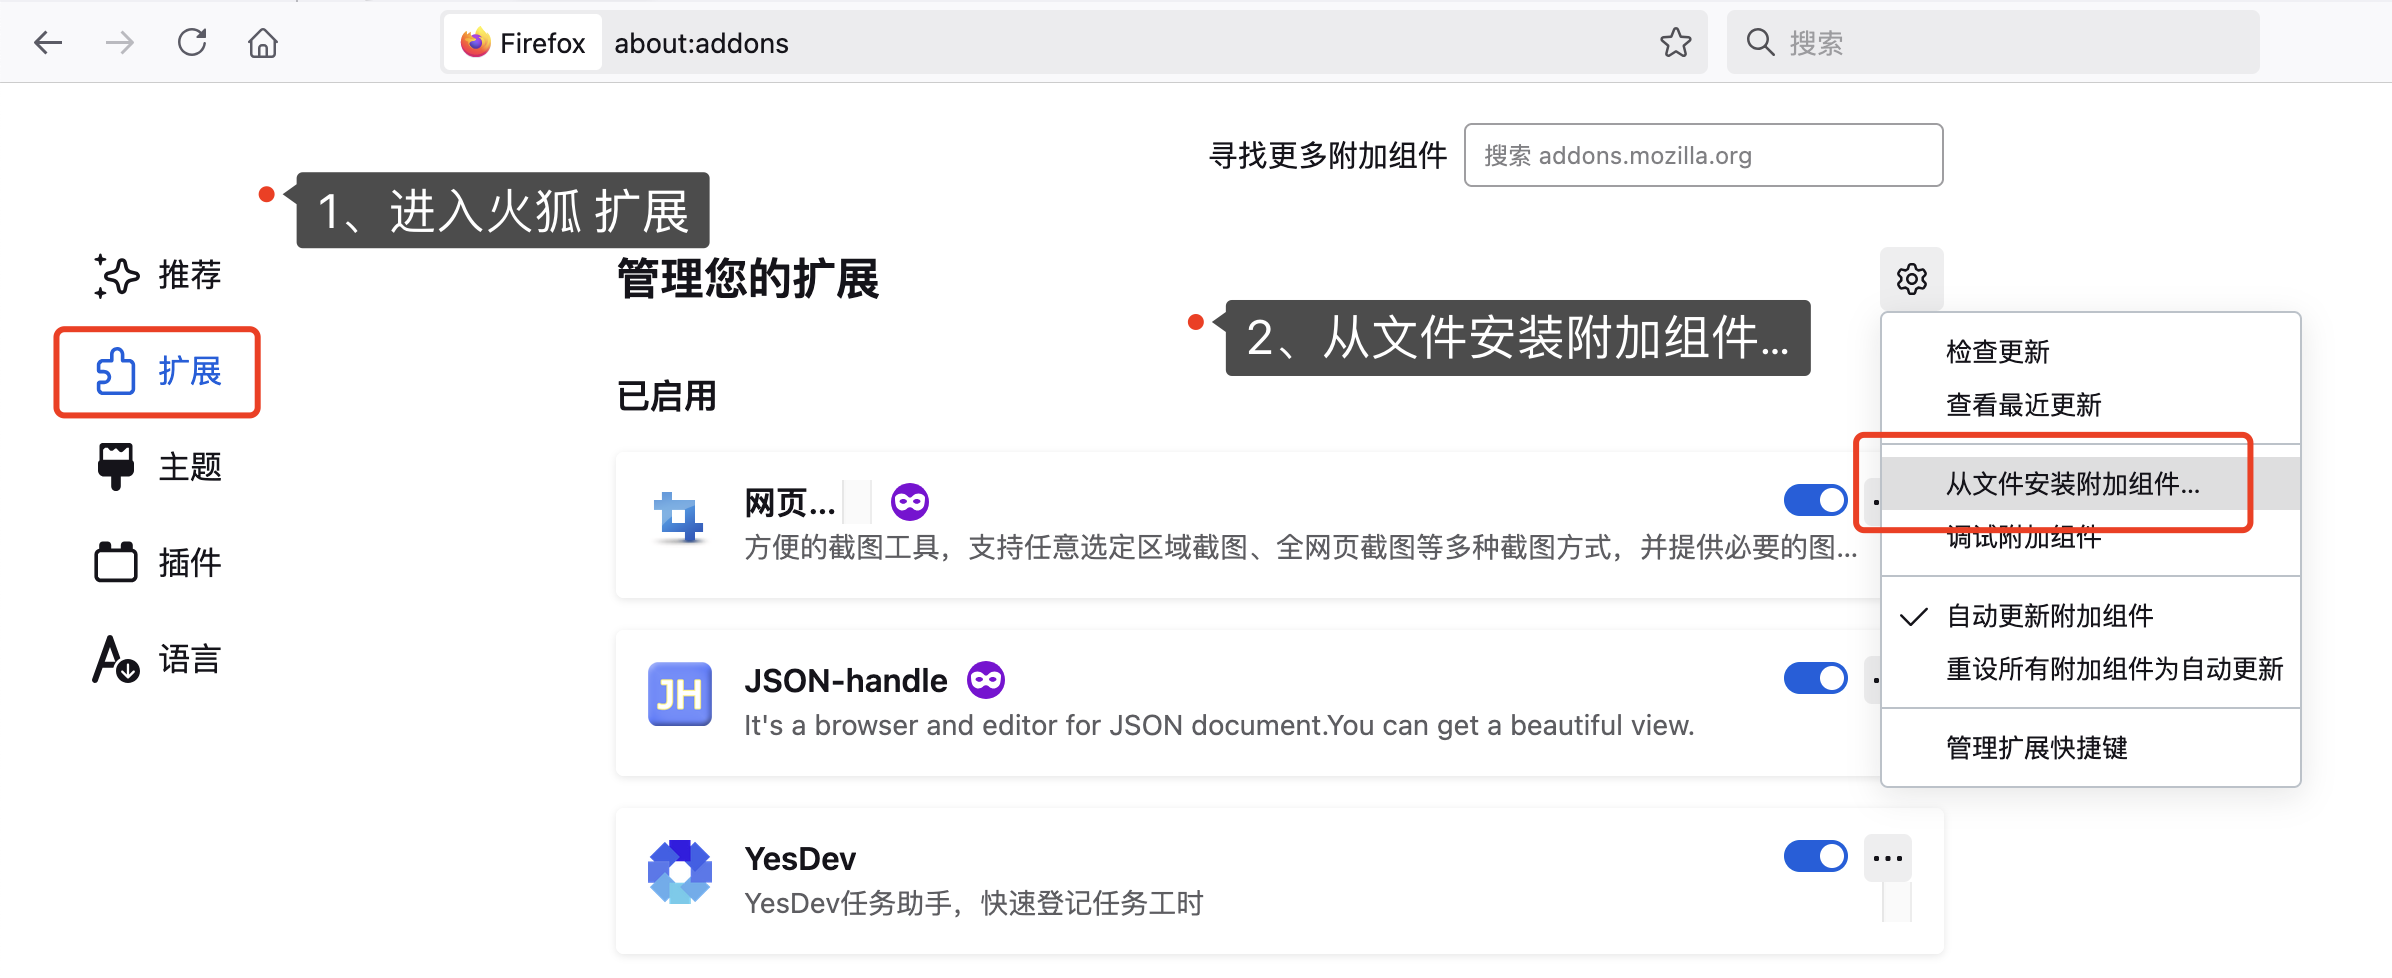 Firefox about:addons
搜索
寻找更多附加组件
搜索 addons.mozilla.org
1、进入火狐 扩展
推荐
扩展
主题
插件
语言
管理您的扩展
2、从文件安装附加组件...
已启用
网页...
方便的截图工具，支持任意选定区域截图、全网页截图等多种截图方式，并提供必要的图...
JH
JSON-handle
It's a browser and editor for JSON document.You can get a beautiful view.
YesDev
YesDev任务助手，快速登记任务工时
检查更新
查看最近更新
从文件安装附加组件...
调试附加组件
自动更新附加组件
重设所有附加组件为自动更新
管理扩展快捷键